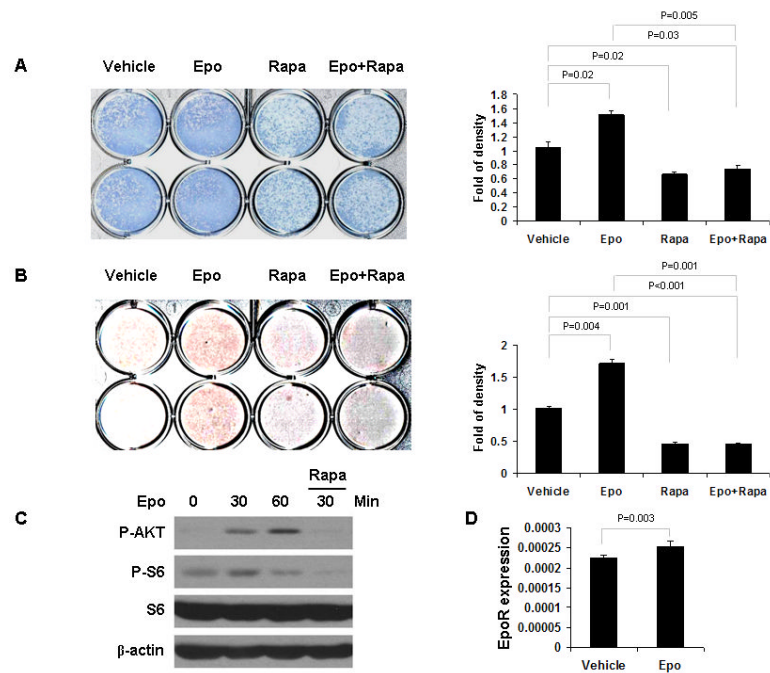 A
Vehicle Epo Rapa Epo+Rapa
P=0.005
P=0.03
P=0.02
P=0.02
Fold of density
1.8
1.6
1.4
1.2
1
0.8
0.6
0.4
0.2
0
Vehicle Epo Rapa Epo+Rapa
B
Vehicle Epo Rapa Epo+Rapa
P=0.001
P<0.001
P=0.001
P=0.004
Fold of density
2
1.5
1
0.5
0
Vehicle Epo Rapa Epo+Rapa
C
Rapa
Epo 0 30 60 30 Min
P-AKT
P-S6
S6
β-actin
D
P=0.003
EpoR expression
0.0003
0.00025
0.0002
0.00015
0.0001
0.00005
0
Vehicle Epo